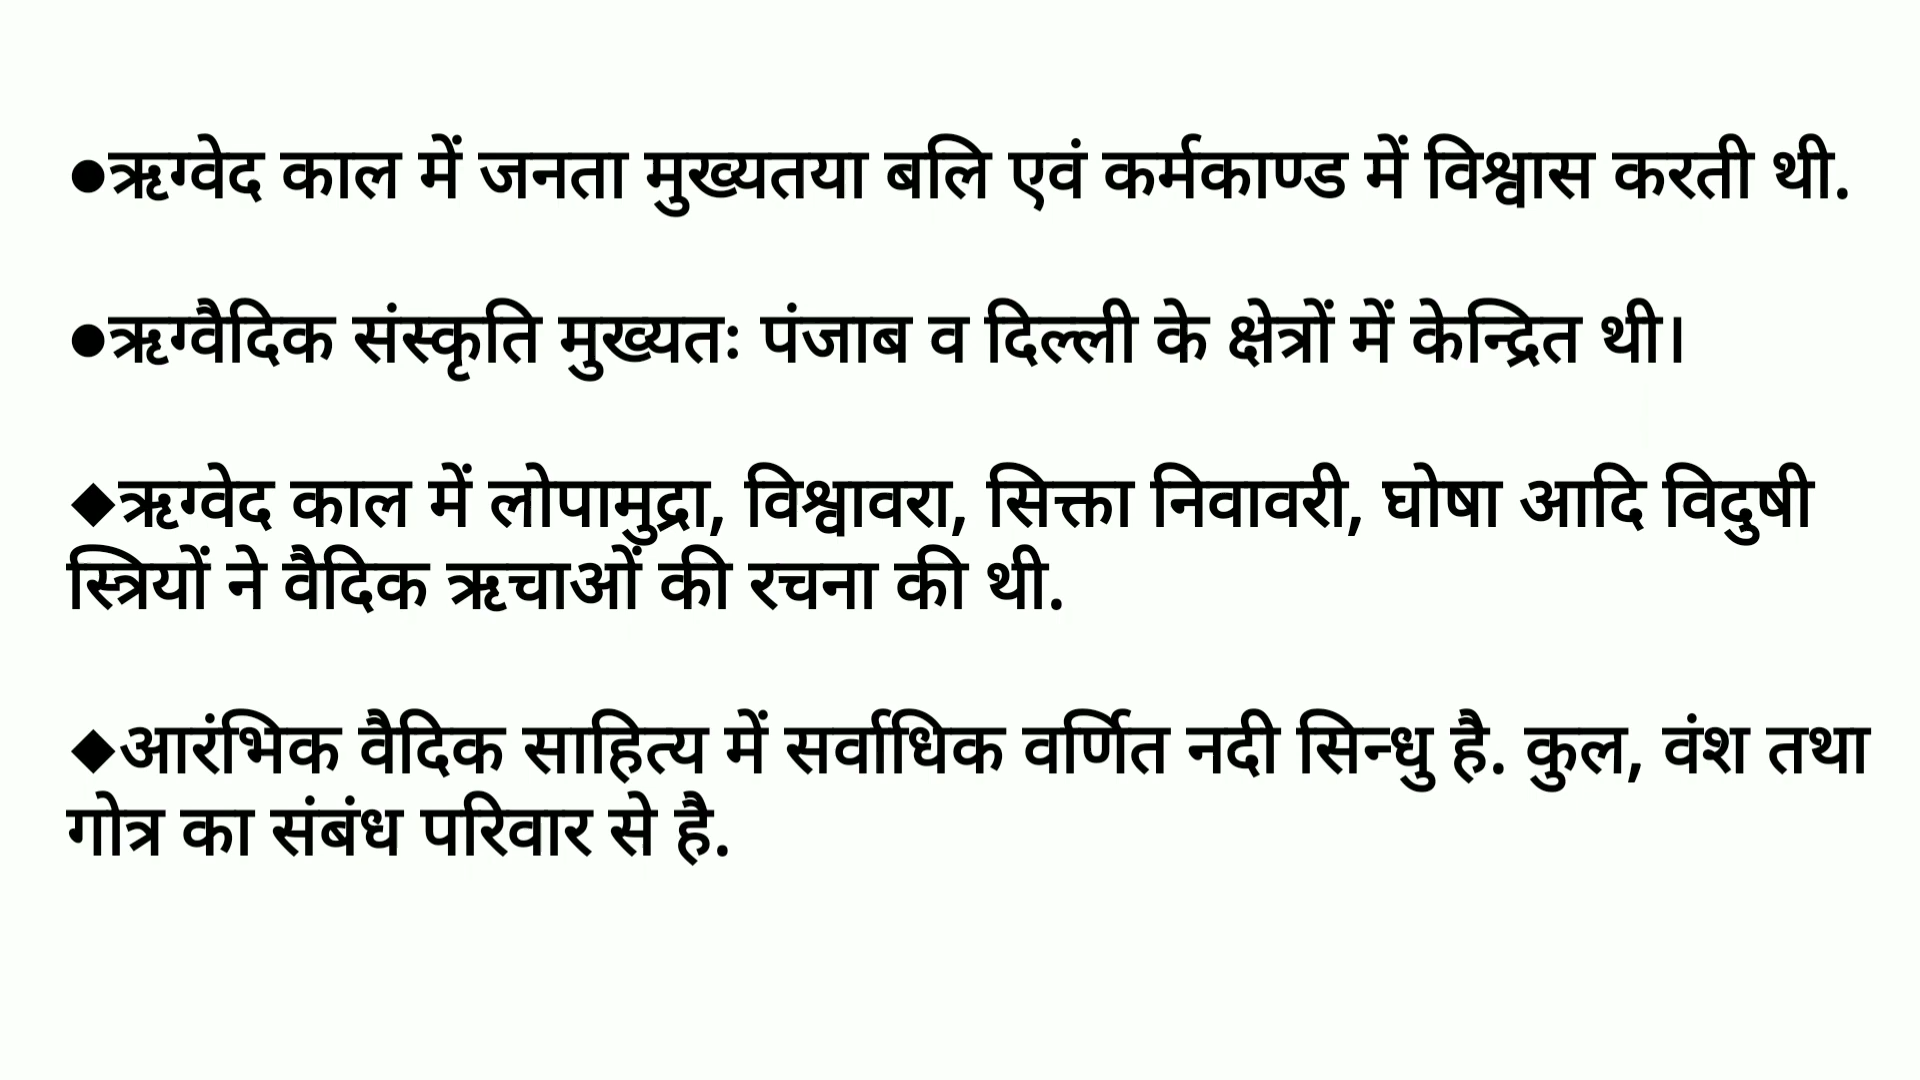 ●ऋग्वेद काल में जनता मुख्यतया बलि एवं कर्मकाण्ड में विश्वास करती थी.
●ऋग्वैदिक संस्कृति मुख्यतः पंजाब व दिल्ली के क्षेत्रों में केन्द्रित थी।
◆ऋग्वेद काल में लोपामुद्रा, विश्वावरा, सिक्ता निवावरी, घोषा आदि विदुषी
स्त्रियों ने वैदिक ऋचाओं की रचना की थी.
◆आरंभिक वैदिक साहित्य में सर्वाधिक वर्णित नदी सिन्धु है. कुल, वंश तथा
गोत्र का संबंध परिवार से है.